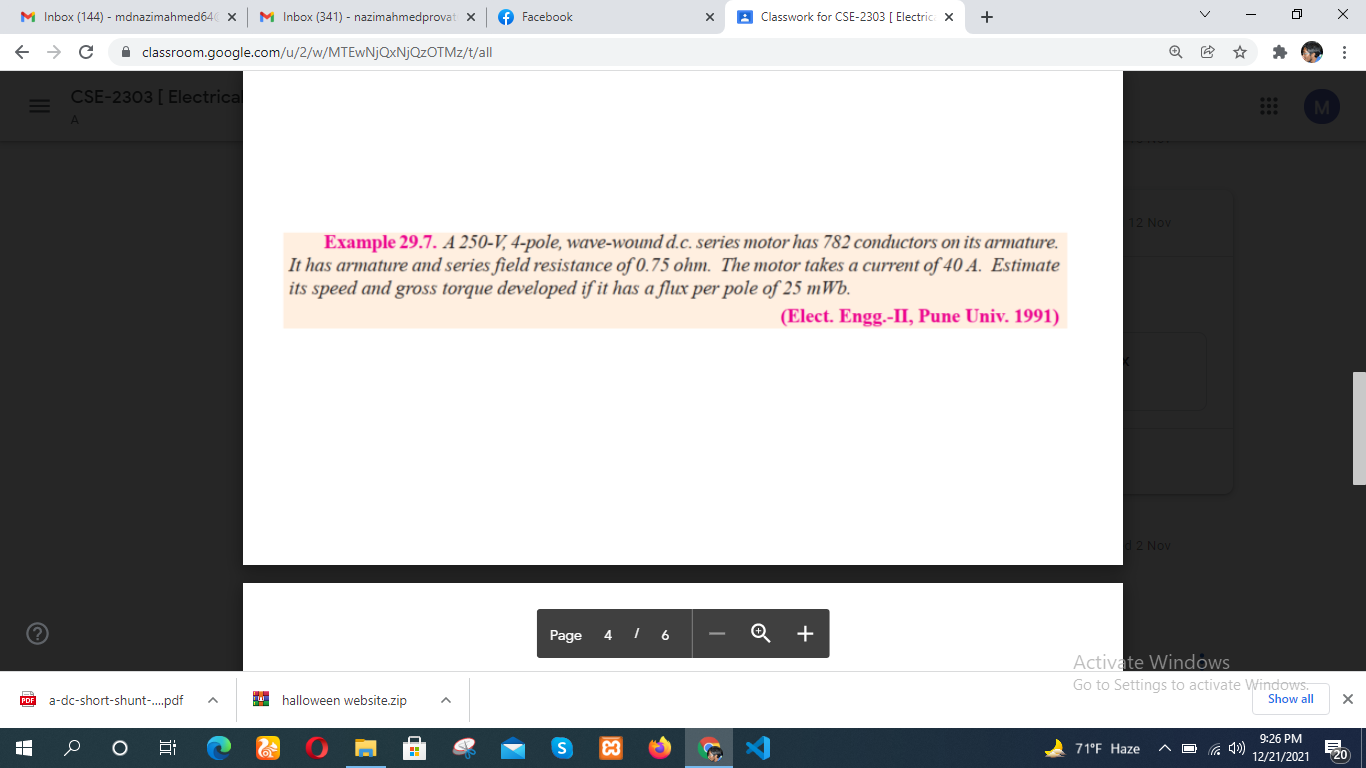 Inbox (144) - mdnazimahmed64
Inbox (341) - nazimahmedprovat
Facebook
Classwork for CSE-2303 [ Electric
classroom.google.com/u/2/w/MTEwNjQxNjQzOTMz/t/all
CSE-2303 [ Electrical
A
M
12 Nov
Example 29.7. A 250-V, 4-pole, wave-wound d.c. series motor has 782 conductors on its armature.
It has armature and series field resistance of 0.75 ohm. The motor takes a current of 40 A. Estimate
its speed and gross torque developed if it has a flux per pole of 25 mWb.
(Elect. Engg.-II, Pune Univ. 1991)
d 2 Nov
Page 4 / 6
Activate Windows
Go to Settings to activate Windows.
a-dc-short-shunt-....pdf
halloween website.zip
Show all
71°F Haze
9:26 PM
12/21/2021
20